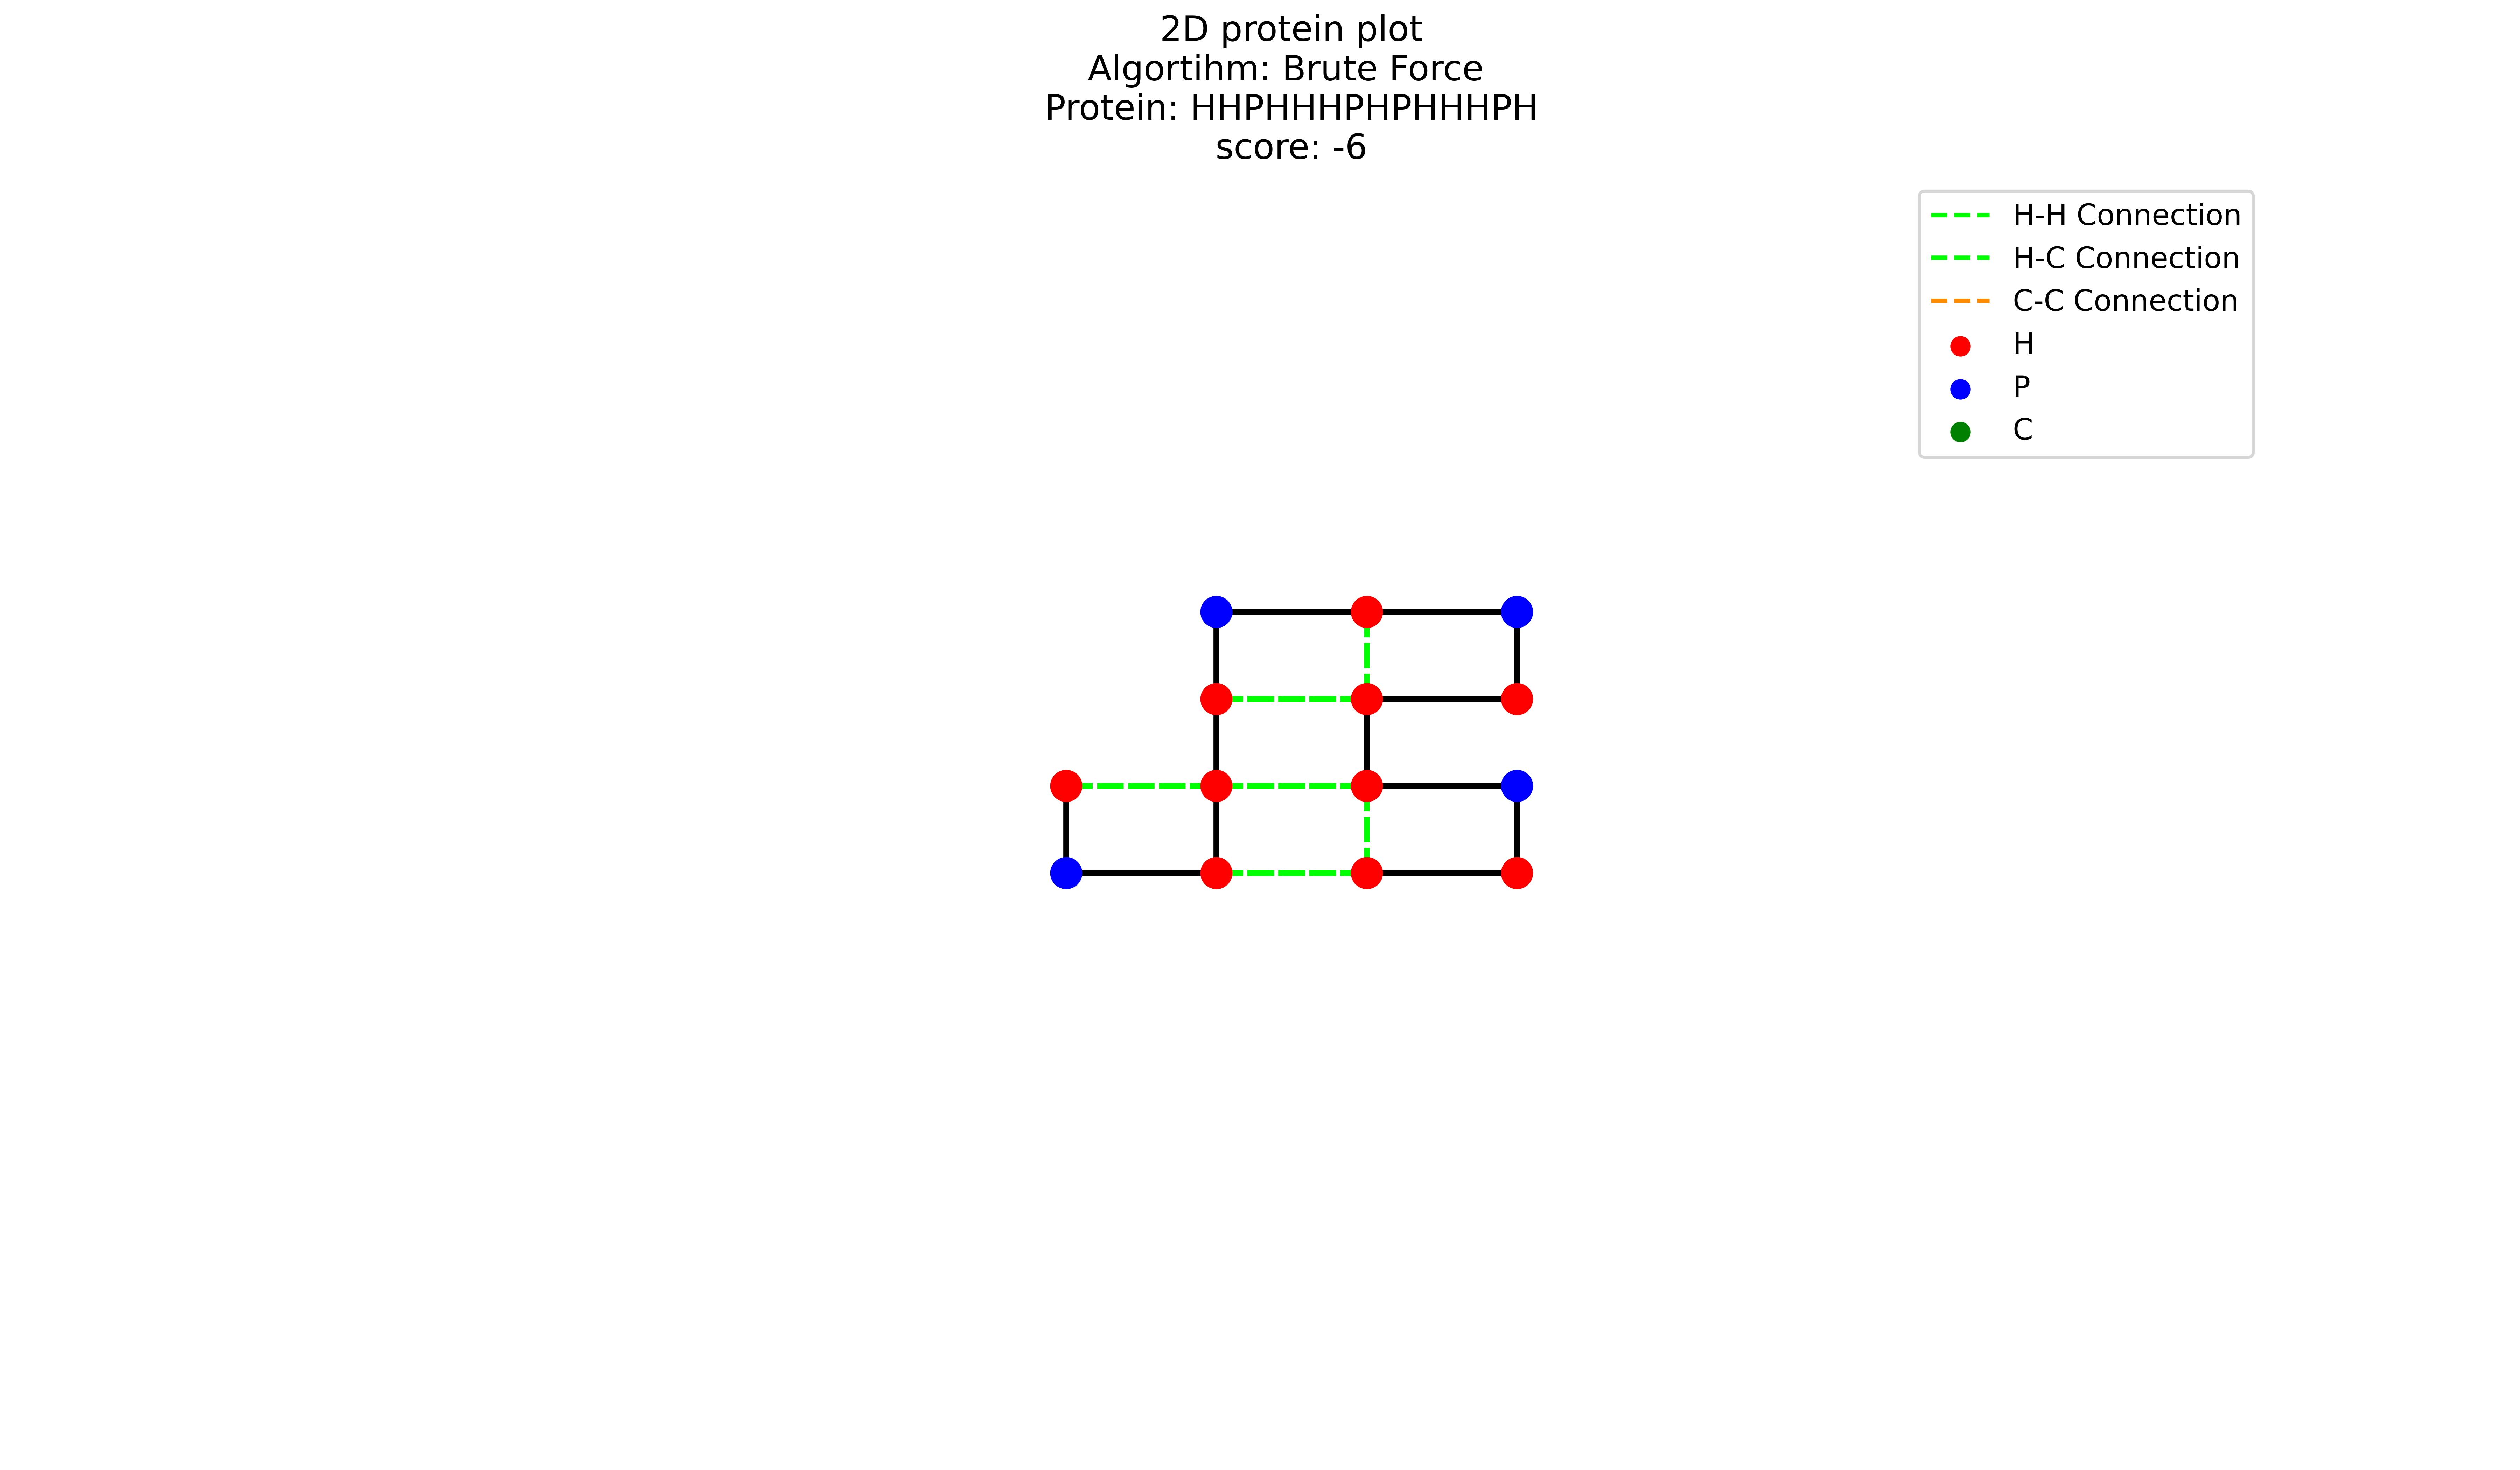 2D protein plot
Algortihm: Brute Force
Protein: HHPHHHPHPHHHPH
score: -6
H-H Connection
H-C Connection
C-C Connection
H
P
C